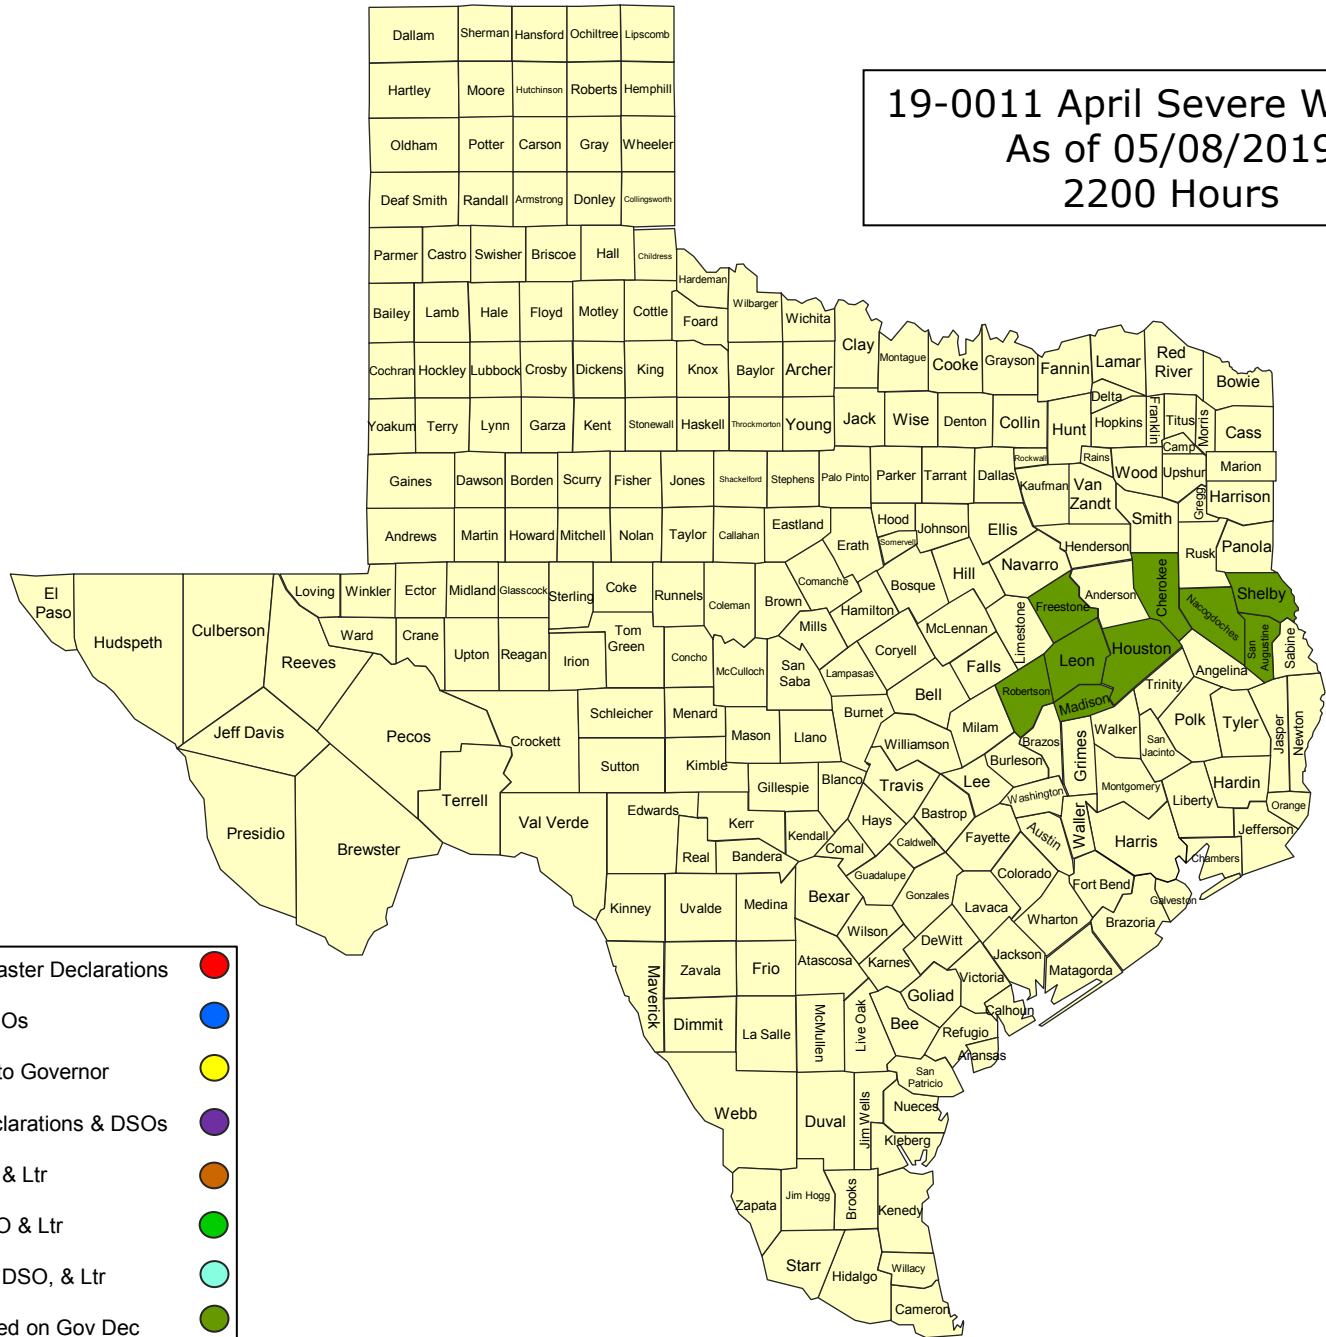 Dallam Sherman Hansford Ochiltree Lipscomb
Hartley Moore Hutchinson Roberts Hemphill
19-0011 April Severe W
As of 05/08/2019
2200 Hours
Oldham Potter Carson Gray Wheeler
Deaf Smith Randall Armstrong Donley Collingsworth
Parmer Castro Swisher Briscoe Hall Childress
Hardeman
Bailey Lamb Hale Floyd Motley Cottle Foard Wilbarger Wichita
Clay Montague Cooke Grayson Fannin Lamar Red
River
Bowie
Cochran Hockley Lubbock Crosby Dickens King Knox Baylor Archer
Delta
Yoakum Terry Lynn Garza Kent Stonewall Haskell Throckmorton Young Jack Wise Denton Collin Hunt Hopkins Franklin Titus Morris Cass
Camp
Rockwall Rains
Gaines Dawson Borden Scurry Fisher Jones Shackelford Stephens Palo Pinto Parker Tarrant Dallas Kaufman Van
Zandt
Wood Upshur Marion
Gregg Harrison
Andrews Martin Howard Mitchell Nolan Taylor Callahan Eastland Erath Hood Somervell Johnson Ellis Henderson Smith Rusk Panola
El
Paso
Hudspeth Culberson Loving Winkler Ector Midland Glasscock Sterling Coke Runnels Coleman Brown Comanche Hamilton Bosque Hill Navarro Freestone Anderson Cherokee Nacogdoches Shelby
Reeves Ward Crane Upton Reagan Irion Tom
Green
Concho McCulloch San
Saba
Mills Lampasas Coryell McLennan Limestone Falls Leon Houston Angelina San
Augustine
Sabine
Jeff Davis Pecos Crockett Schleicher Menard Mason Llano Burnet Bell Milam Robertson Madison Trinity Walker San
Jacinto
Polk Tyler Jasper Newton
Sutton Kimble Gillespie Blanco Williamson Travis Lee Burleson Brazos Grimes Washington Montgomery Liberty Hardin Orange
Presidio Brewster Terrell Val Verde Edwards Kerr Real Bandera Kendall Comal Hays Caldwell Bastrop Fayette Austin Waller Harris Chambers Jefferson
Kinney Uvalde Medina Bexar Guadalupe Gonzales Lavaca Colorado Wharton Fort Bend Brazoria Galveston
Maverick Zavala Frio Atascosa Wilson Karnes DeWitt Victoria Jackson Matagorda
Dimmit La Salle McMullen Live Oak Bee Goliad Refugio Calhoun Aransas
San
Patricio
Webb Duval Jim Wells Nueces Kleberg
Zapata Jim Hogg Brooks Kenedy
Starr Hidalgo Willacy
Cameron
aster Declarations
Os
to Governor
clarations & DSOs
& Ltr
O & Ltr
DSO, & Ltr
ed on Gov Dec